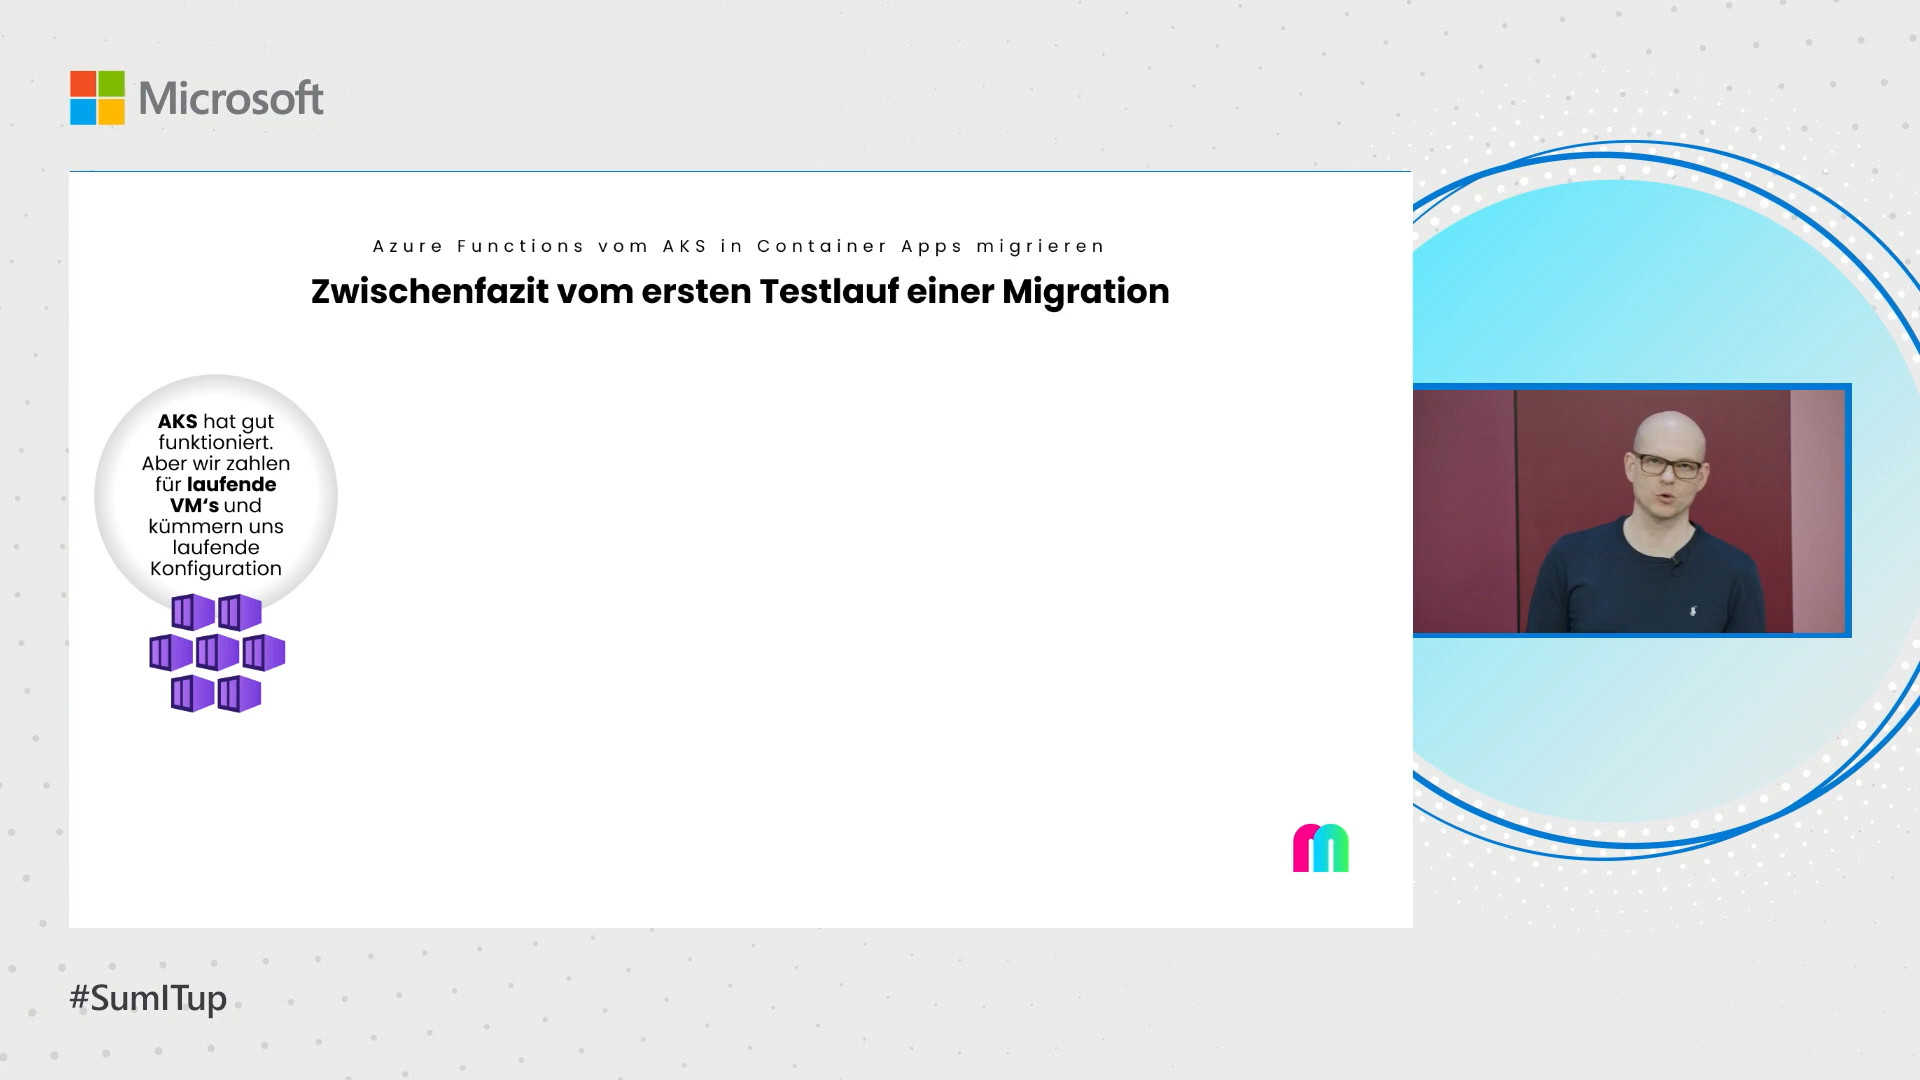 Microsoft
Azure Functions vom AKS in Container Apps migrieren
Zwischenfazit vom ersten Testlauf einer Migration
AKS hat gut
funktioniert.
Aber wir zahlen
für laufende
VM‘s und
kümmern uns
laufende
Konfiguration
#SumITup